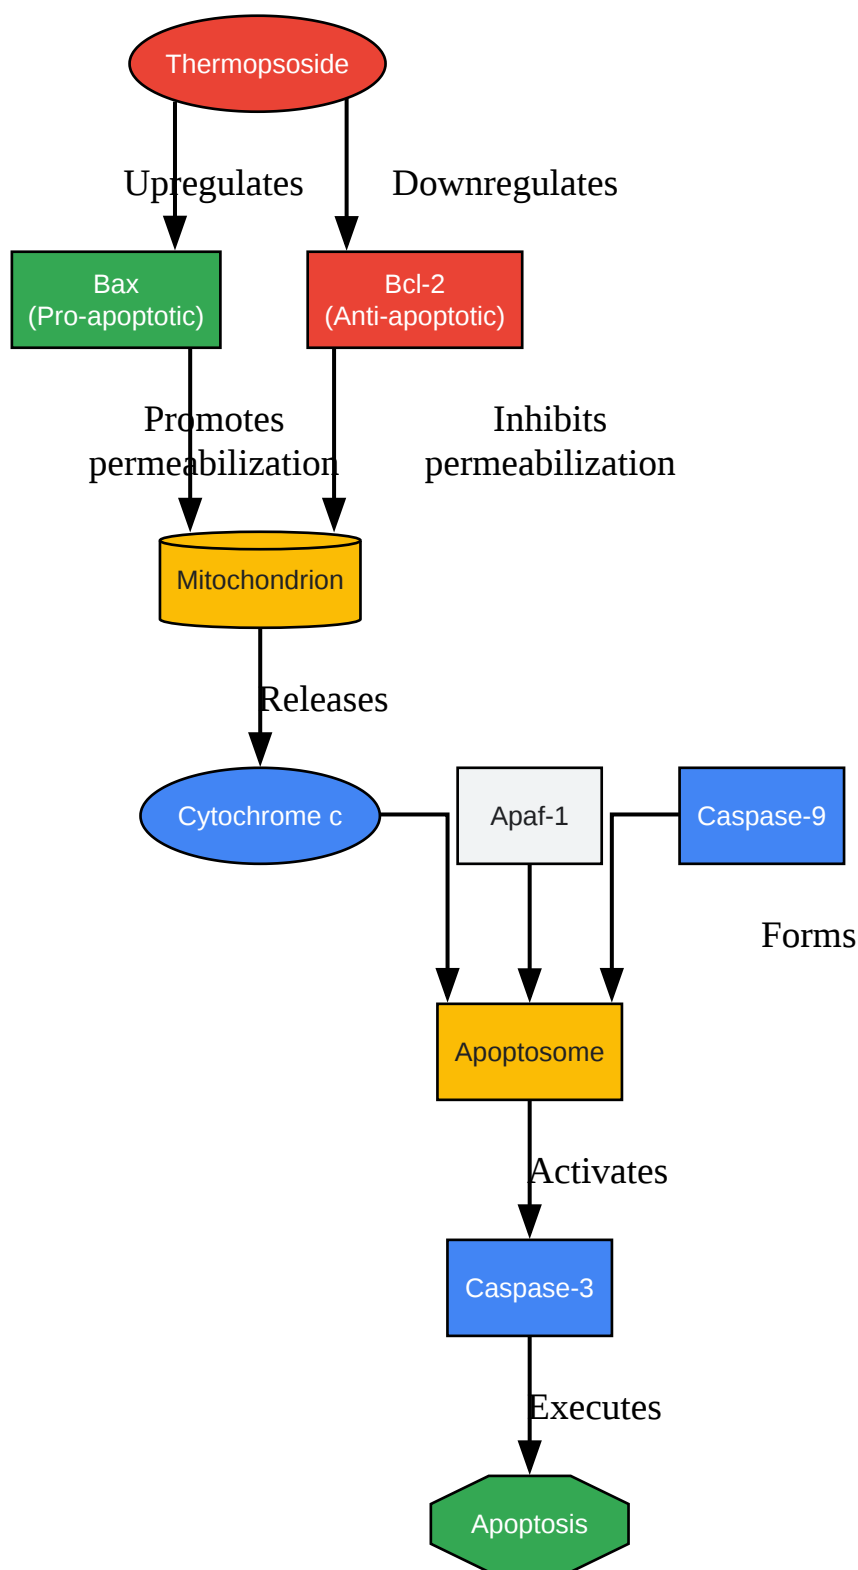 Thermopsoside
Upregulates
Downregulates
Bax
(Pro-apoptotic)
Bcl-2
(Anti-apoptotic)
Promotes
permeabilization
Inhibits
permeabilization
Mitochondrion
Releases
Cytochrome c
Apaf-1
Caspase-9
Forms
Apoptosome
Activates
Caspase-3
Executes
Apoptosis